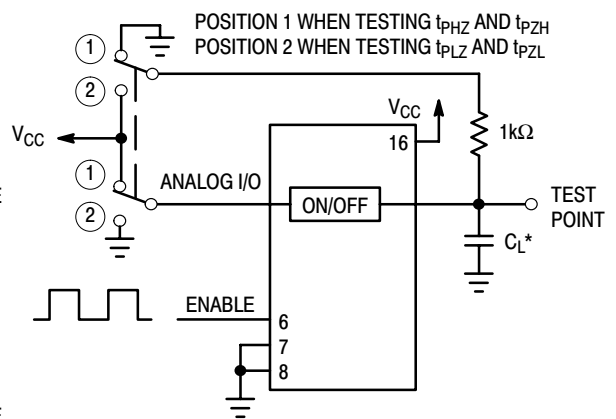 POSITION 1 WHEN TESTING tPHZ AND tPZH
POSITION 2 WHEN TESTING tPLZ AND tPZL
1
2
VCC
1
2
ANALOG I/O
ON/OFF
VCC
16
1kΩ
TEST
POINT
CL*
ENABLE
6
7
8